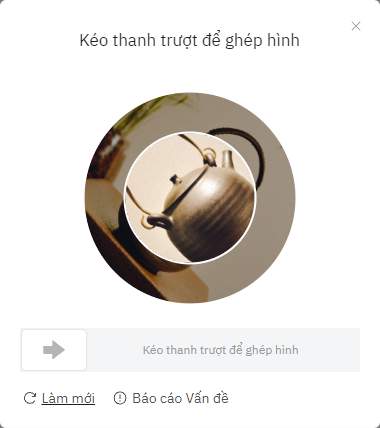 Kéo thanh trượt để ghép hình
Kéo thanh trượt để ghép hình
Làm mới
Báo cáo Vấn đề